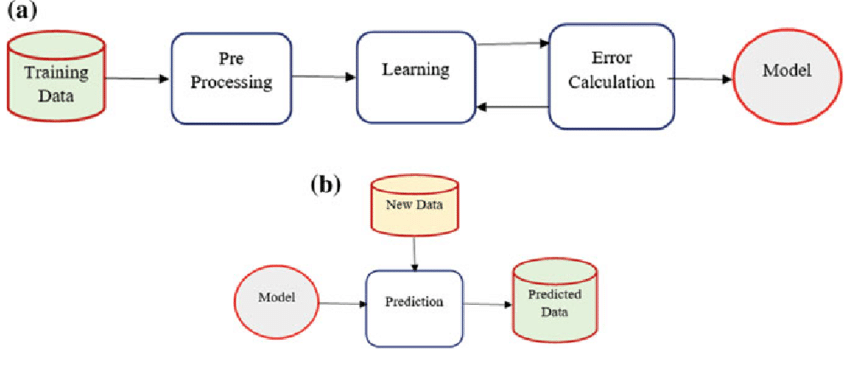 (a)
Training
Data
Pre
Processing
Learning
Error
Calculation
Model
(b)
New Data
Model
Prediction
Predicted
Data